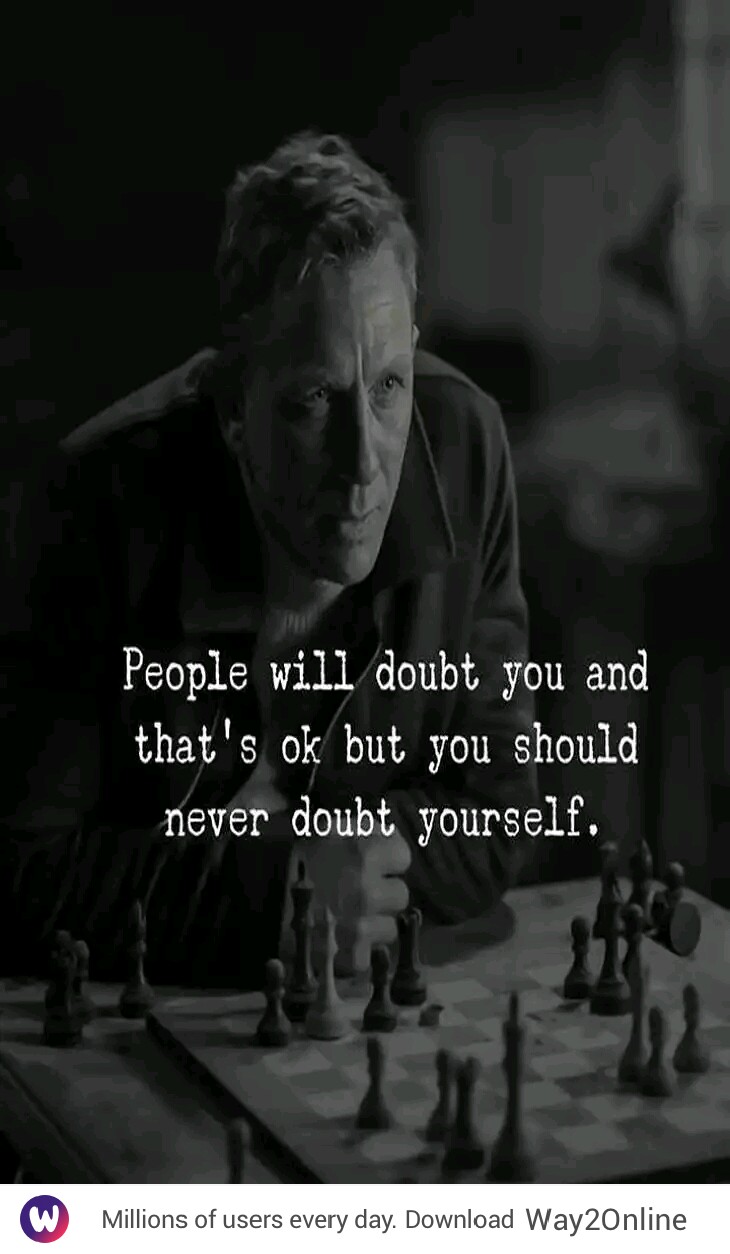 People will doubt you and
that's ok but you should
never doubt yourself.
W Millions of users every day. Download Way2Online